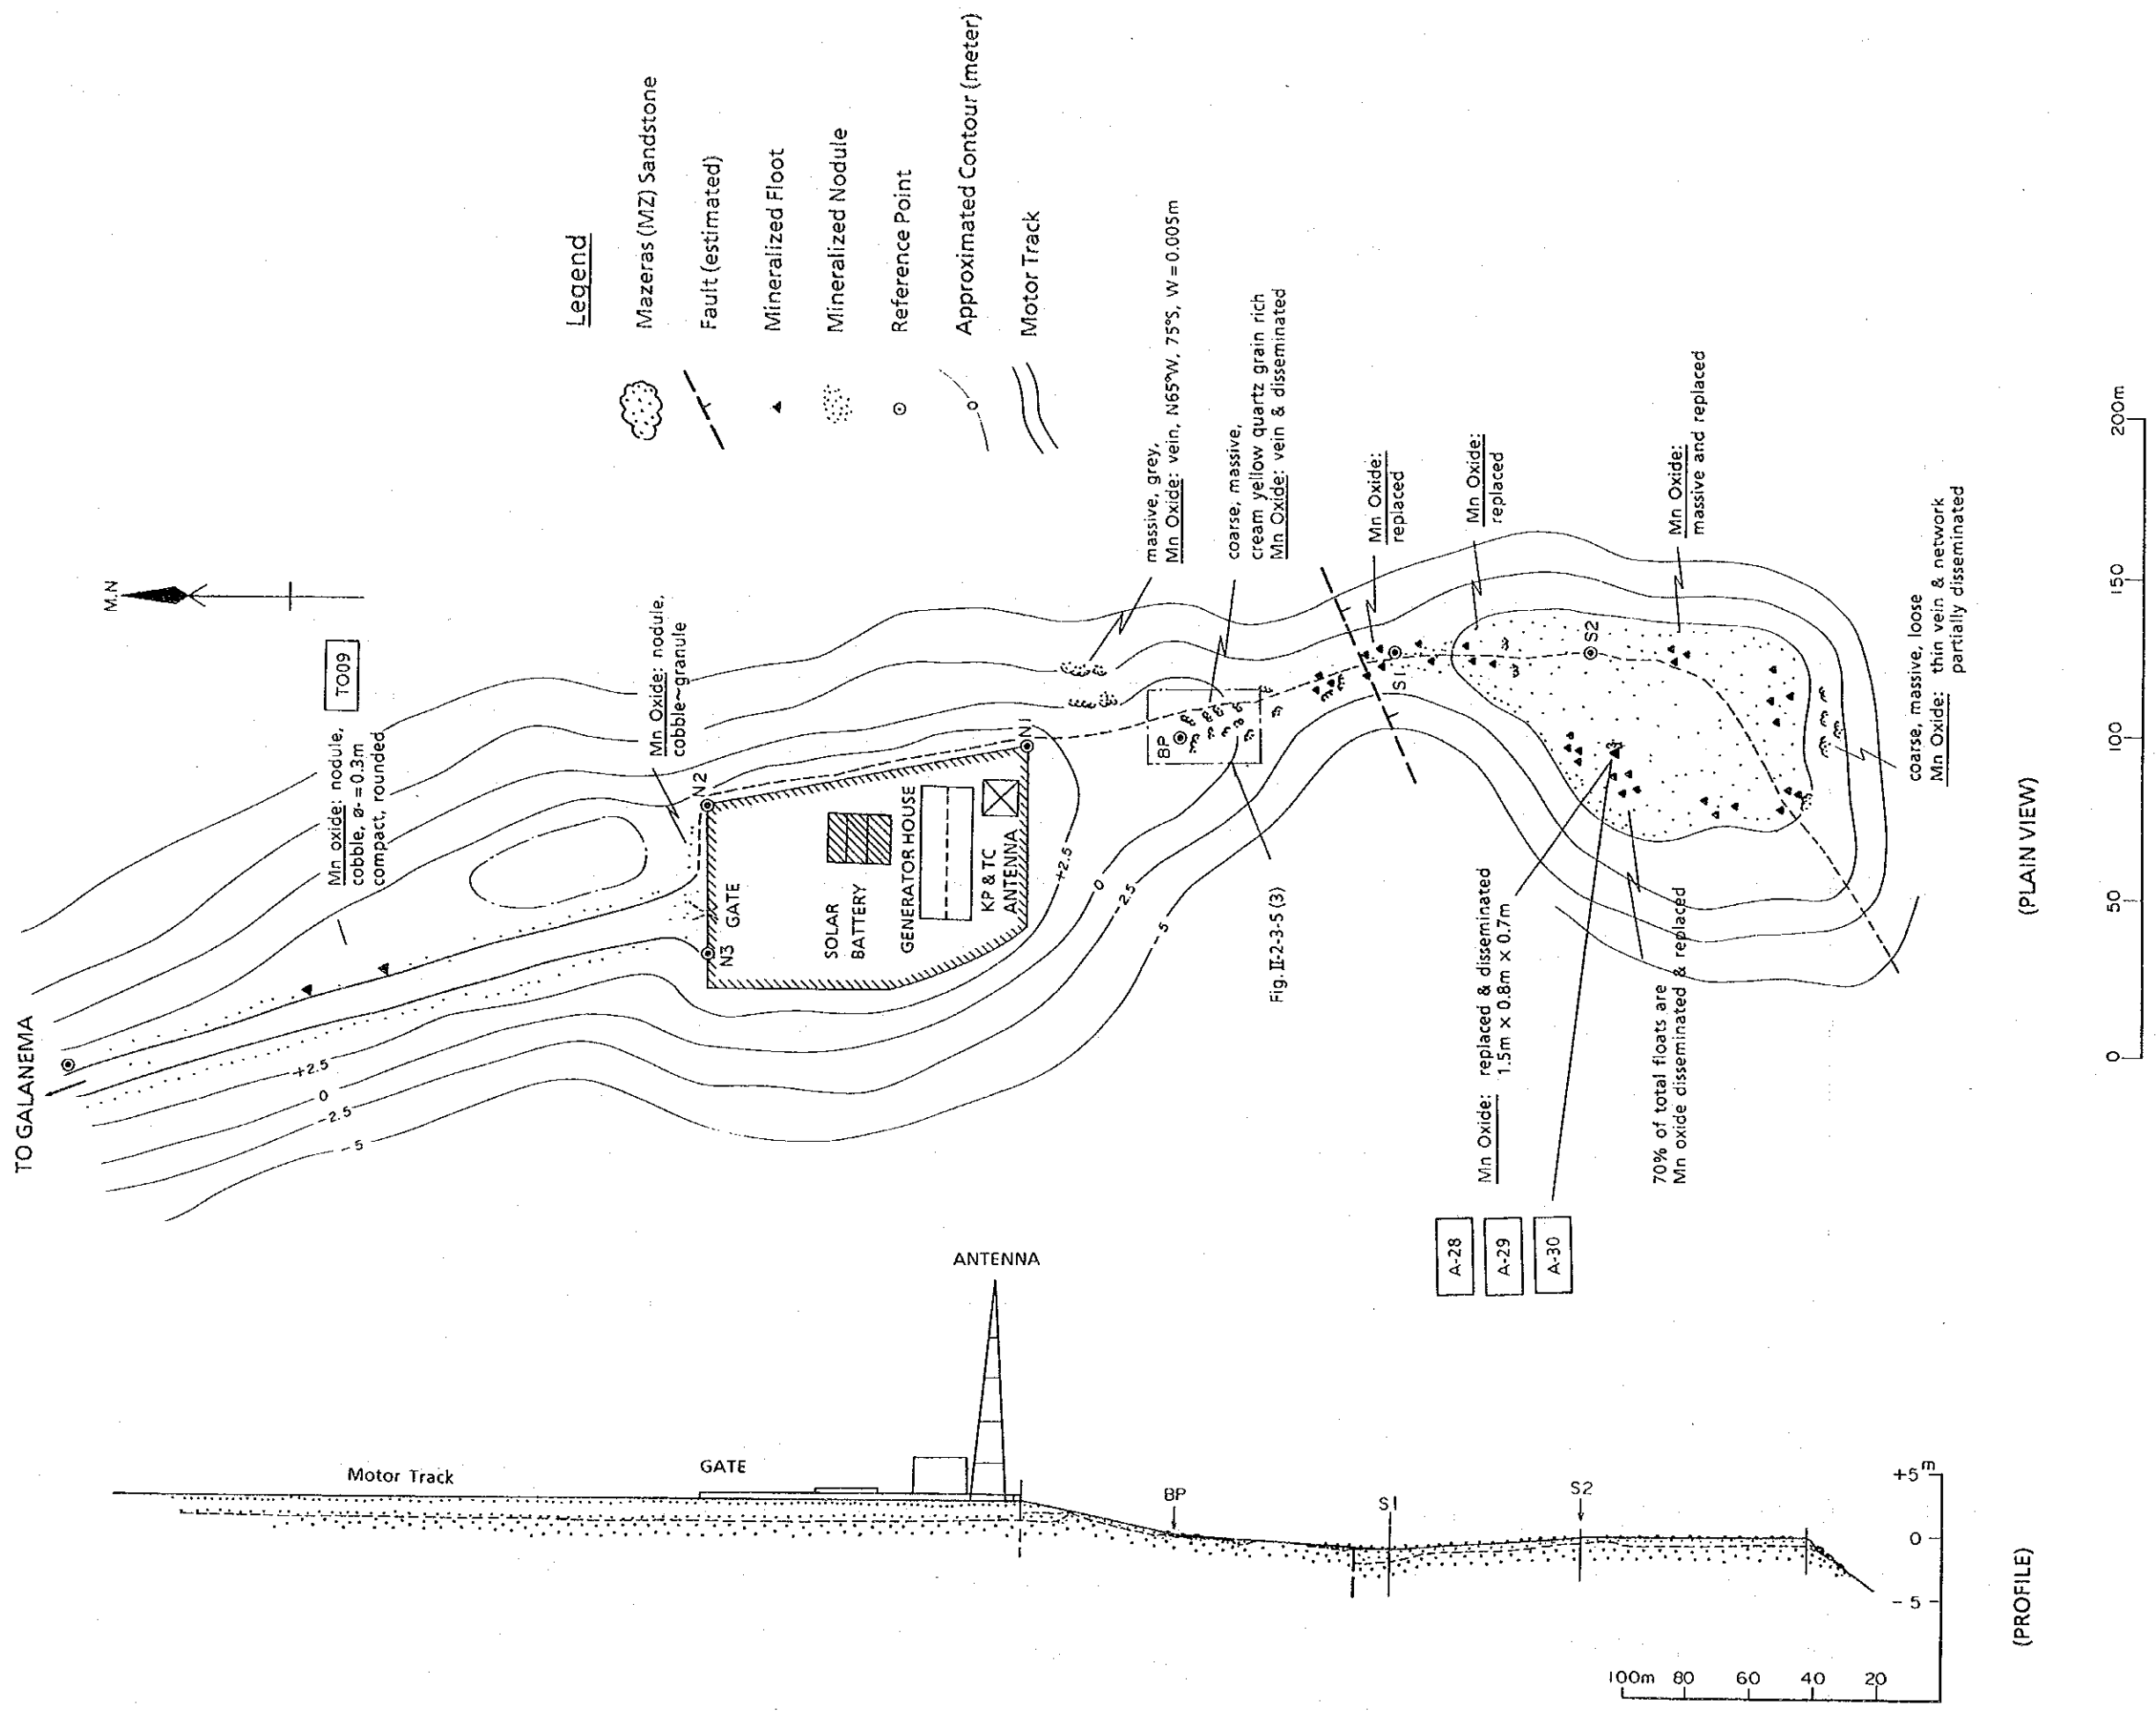 TO GALANEMA
M.N
TO09
Mn oxide: nodule,
cobble, ø = 0.3m
compact, rounded
Mn Oxide: nodule,
cobble~granule
Legend
Mazeras (MZ) Sandstone
Fault (estimated)
Mineralized Floot
Mineralized Nodule
Reference Point
Approximated Contour (meter)
Motor Track
o
N2
N3
GATE
SOLAR
BATTERY
GENERATOR HOUSE
KP & TC
ANTENNA
N1
+2.5
0
-2.5
-5
+2.5
0
-2.5
-5
massive, grey,
Mn Oxide: vein, N65°W, 75°S, W = 0.005m
coarse, massive,
cream yellow quartz grain rich
Mn Oxide: vein & disseminated
BP
Fig. II-2-3-5 (3)
Mn Oxide:
replaced
S1
Mn Oxide:
replaced
S2
Mn Oxide:
massive and replaced
coarse, massive, loose
Mn Oxide: thin vein & network
partially disseminated
Mn Oxide: replaced & disseminated
1.5m × 0.8m × 0.7m
70% of total floats are
Mn oxide disseminated & replaced
A-28
A-29
A-30
0 50 100 150 200m
(PLAIN VIEW)
Motor Track
GATE
ANTENNA
BP
S1
S2
+5m
0
-5
100m 80 60 40 20
(PROFILE)